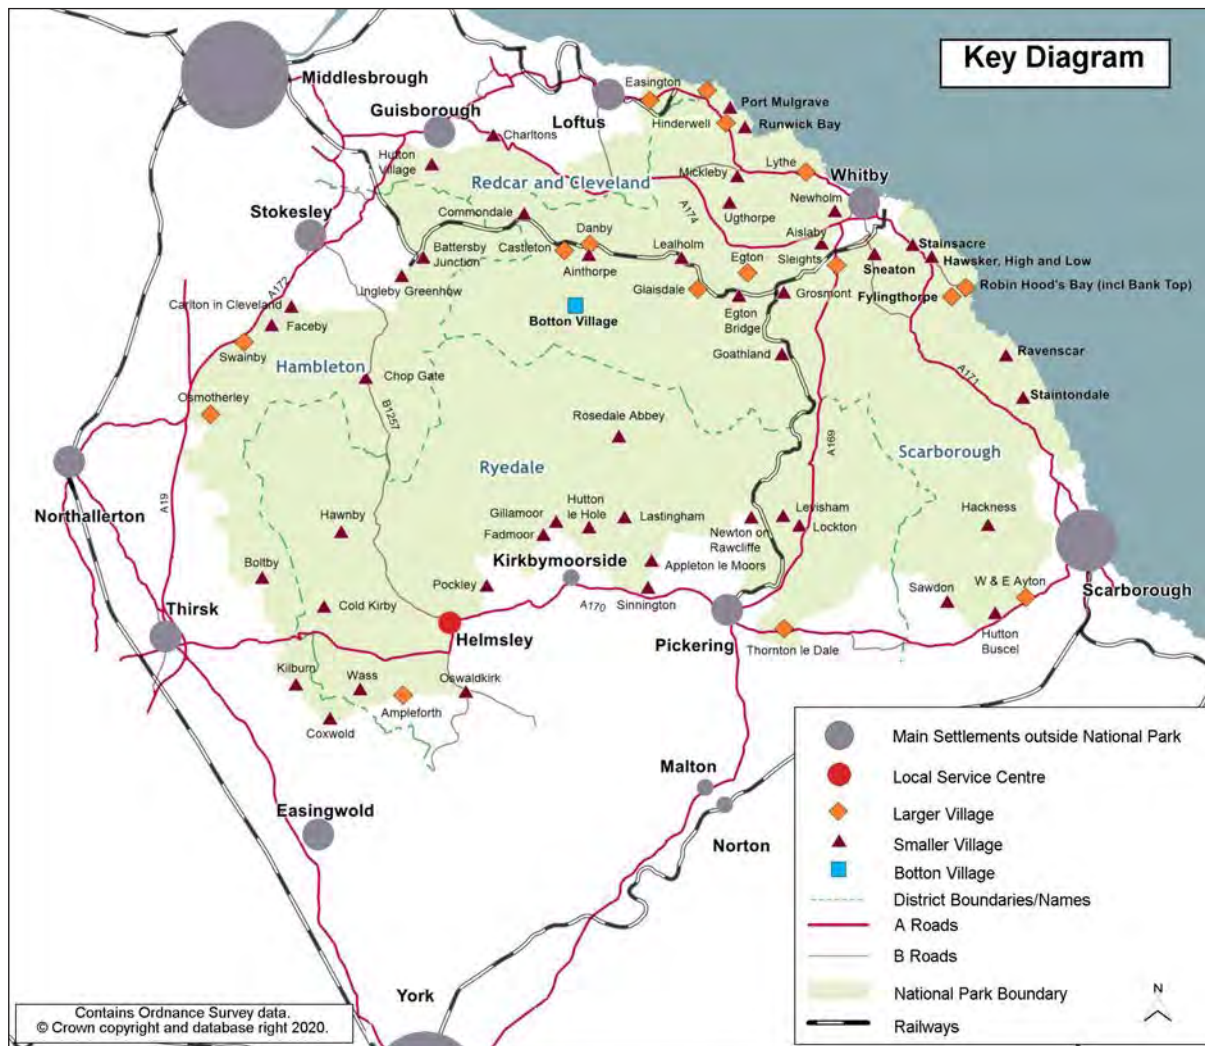 Key Diagram
Middlesbrough
Guisborough
Loftus
Easington
Port Mulgrave
Hinderwell
Runwick Bay
Charltons
Hutton
Village
Redcar and Cleveland
Mickleby
Lythe
Whitby
Newholm
Ugthorpe
A174
Stokesley
Commondale
Danby
Castleton
Ainthorpe
Lealholm
Egton
Aislaby
Sleights
Sneaton
Stainsacre
Hawsker, High and Low
Battersby
Junction
Ingleby Greenhow
Glaisdale
Robin Hood's Bay (incl Bank Top)
Fylingthorpe
Grosmont
Egton
Bridge
A172
Carlton in Cleveland
Faceby
Botton Village
Swainby
Goathland
Ravenscar
Hambleton
Chop Gate
A171
Osmotherley
B1257
Staintondale
Rosedale Abbey
A169
Scarborough
Ryedale
A19
Northallerton
Hawnby
Gillamoor
Hutton
le Hole
Fadmoor
Lastingham
Newton on
Rawcliffe
Levisham
Lockton
Hackness
Kirkbymoorside
Appleton le Moors
Boltby
Pockley
Sinnington
A170
Cold Kirby
Sawdon
W & E Ayton
Scarborough
Thirsk
Helmsley
Pickering
Thornton le Dale
Hutton
Buscel
Kilburn
Wass
Oswaldkirk
Ampleforth
Coxwold
Malton
Easingwold
Norton
York
Main Settlements outside National Park
Local Service Centre
Larger Village
Smaller Village
Botton Village
District Boundaries/Names
A Roads
B Roads
National Park Boundary
Railways
N
Contains Ordnance Survey data.
© Crown copyright and database right 2020.